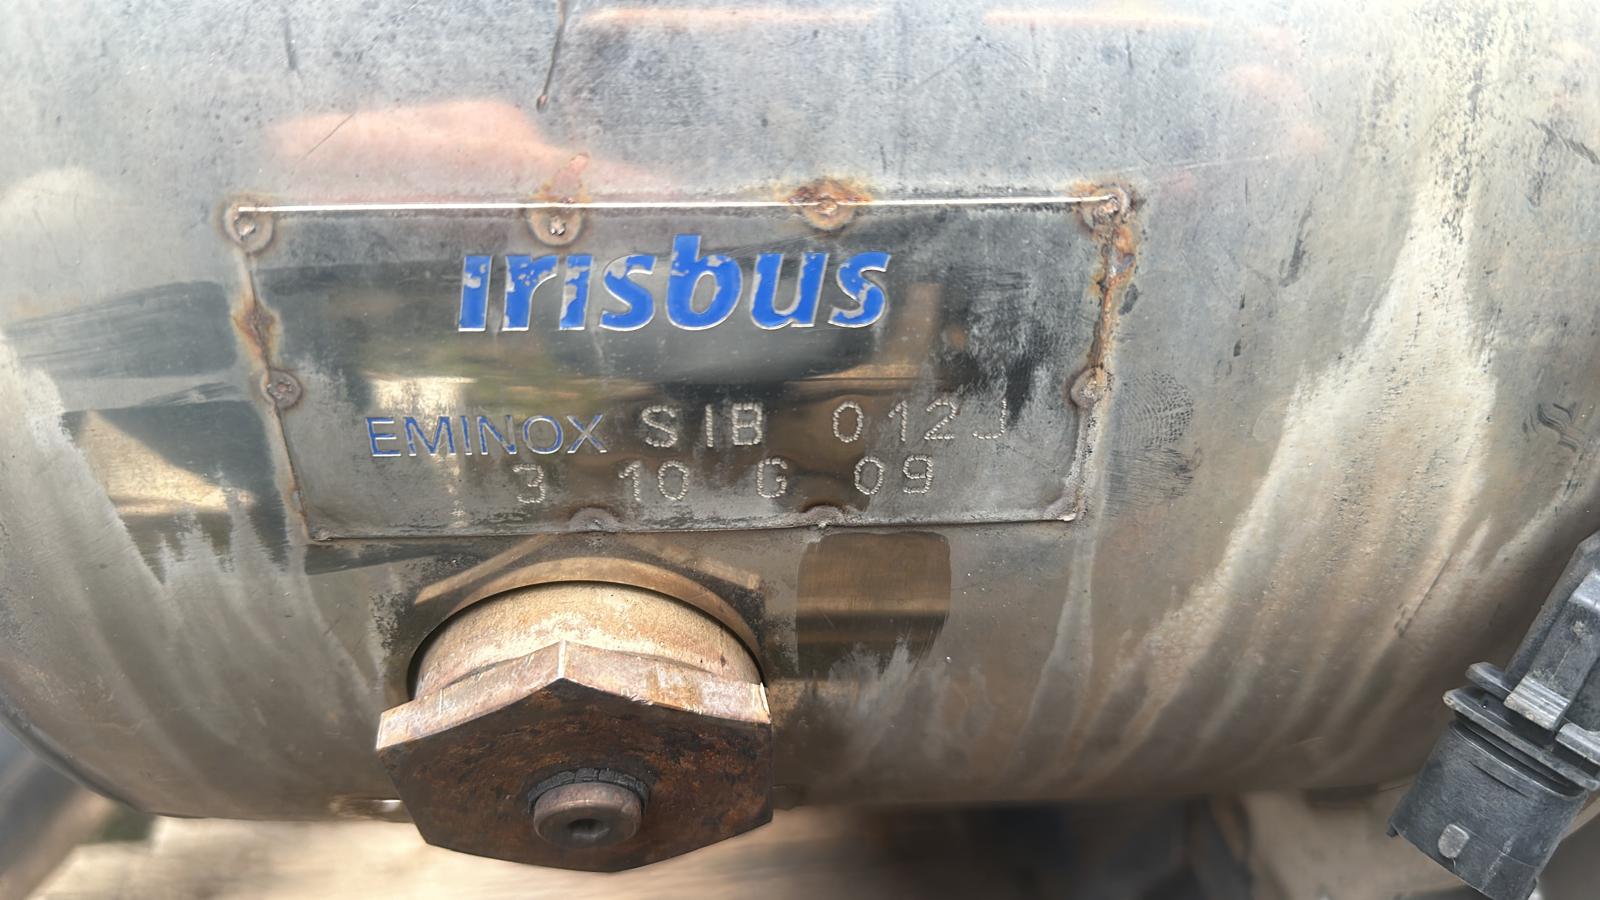 Irisbus
EMINOX SIB 012J
3 10 G 09